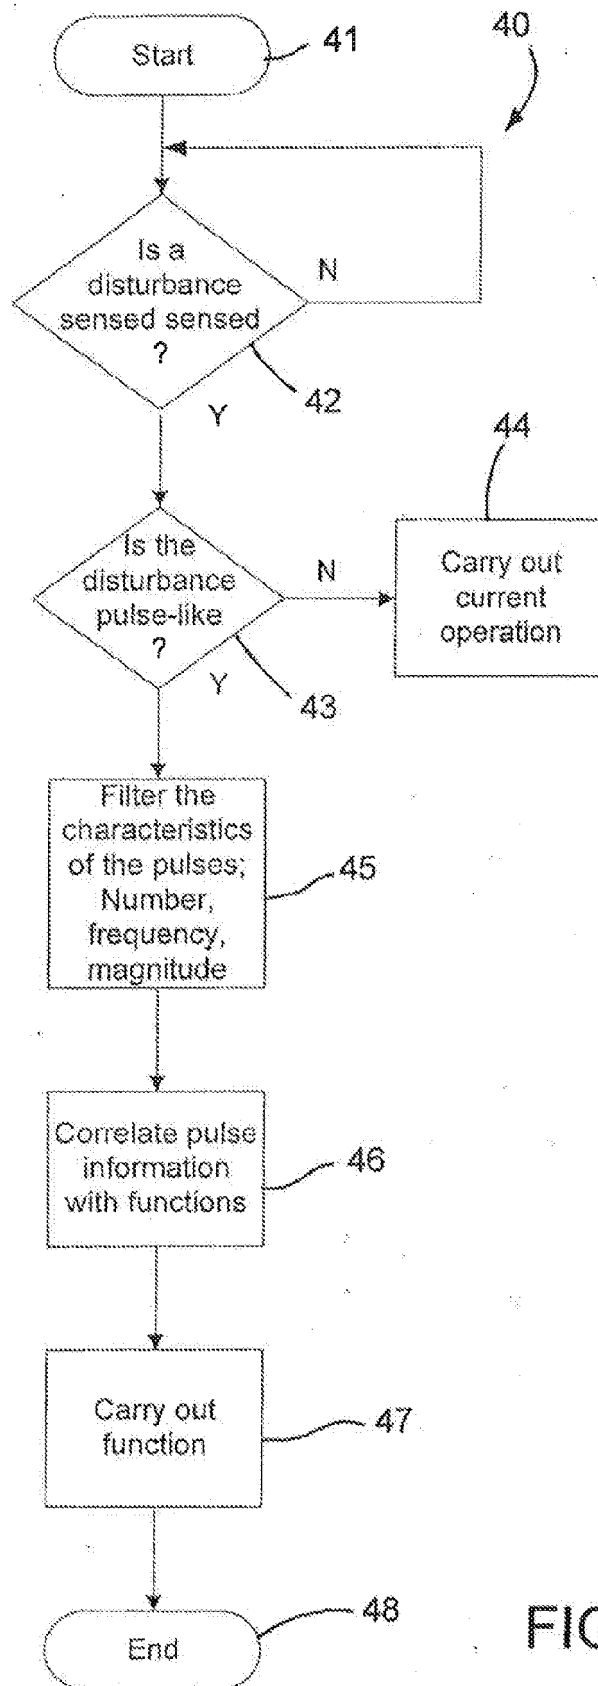 40
Start
41
Is a
disturbance
sensed sensed
?
N
42
Y
44
Is the
disturbance
pulse-like
?
N
Carry out
current
operation
43
Y
Filter the
characteristics
of the pulses;
Number,
frequency,
magnitude
45
Correlate pulse
information
with functions
46
Carry out
function
47
End
48